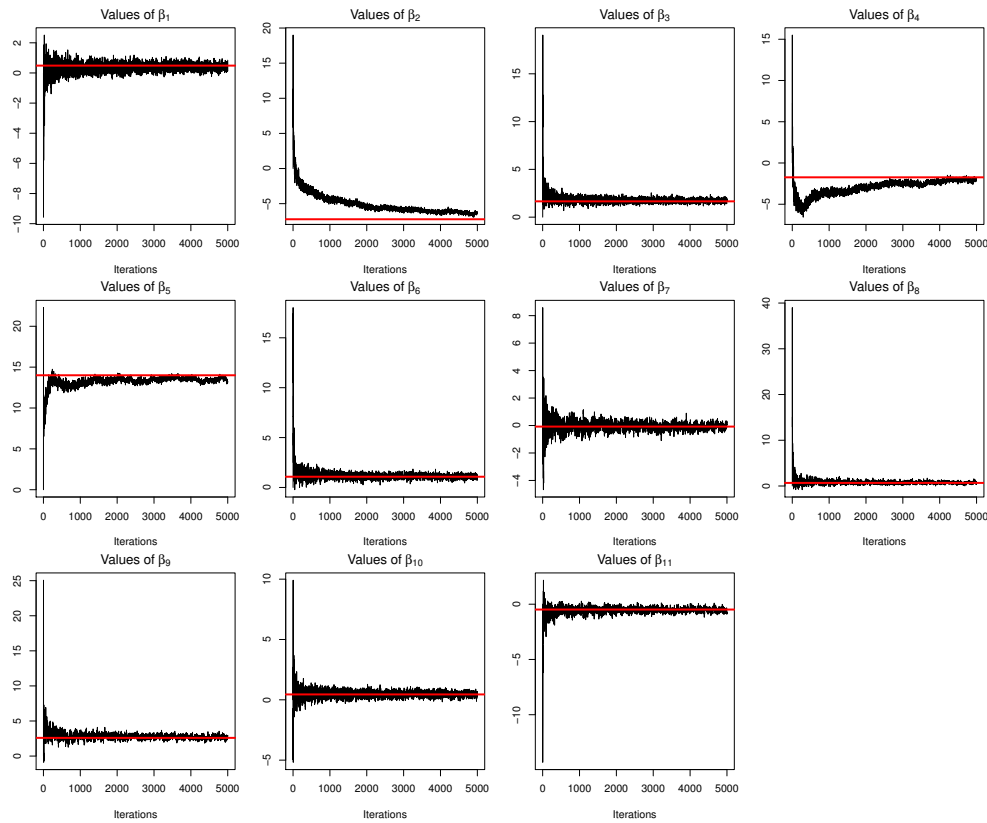 Values of β₁
2
0
−2
−4
−6
−8
−10
0 1000 2000 3000 4000 5000
Iterations
Values of β₂
20
15
10
5
0
−5
0 1000 2000 3000 4000 5000
Iterations
Values of β₃
15
10
5
0
0 1000 2000 3000 4000 5000
Iterations
Values of β₄
15
10
5
0
−5
0 1000 2000 3000 4000 5000
Iterations
Values of β₅
20
15
10
5
0
0 1000 2000 3000 4000 5000
Iterations
Values of β₆
15
10
5
0
0 1000 2000 3000 4000 5000
Iterations
Values of β₇
8
6
4
2
0
−2
−4
0 1000 2000 3000 4000 5000
Iterations
Values of β₈
40
30
20
10
0
0 1000 2000 3000 4000 5000
Iterations
Values of β₉
25
20
15
10
5
0
0 1000 2000 3000 4000 5000
Iterations
Values of β₁₀
10
5
0
−5
0 1000 2000 3000 4000 5000
Iterations
Values of β₁₁
0
−5
−10
0 1000 2000 3000 4000 5000
Iterations